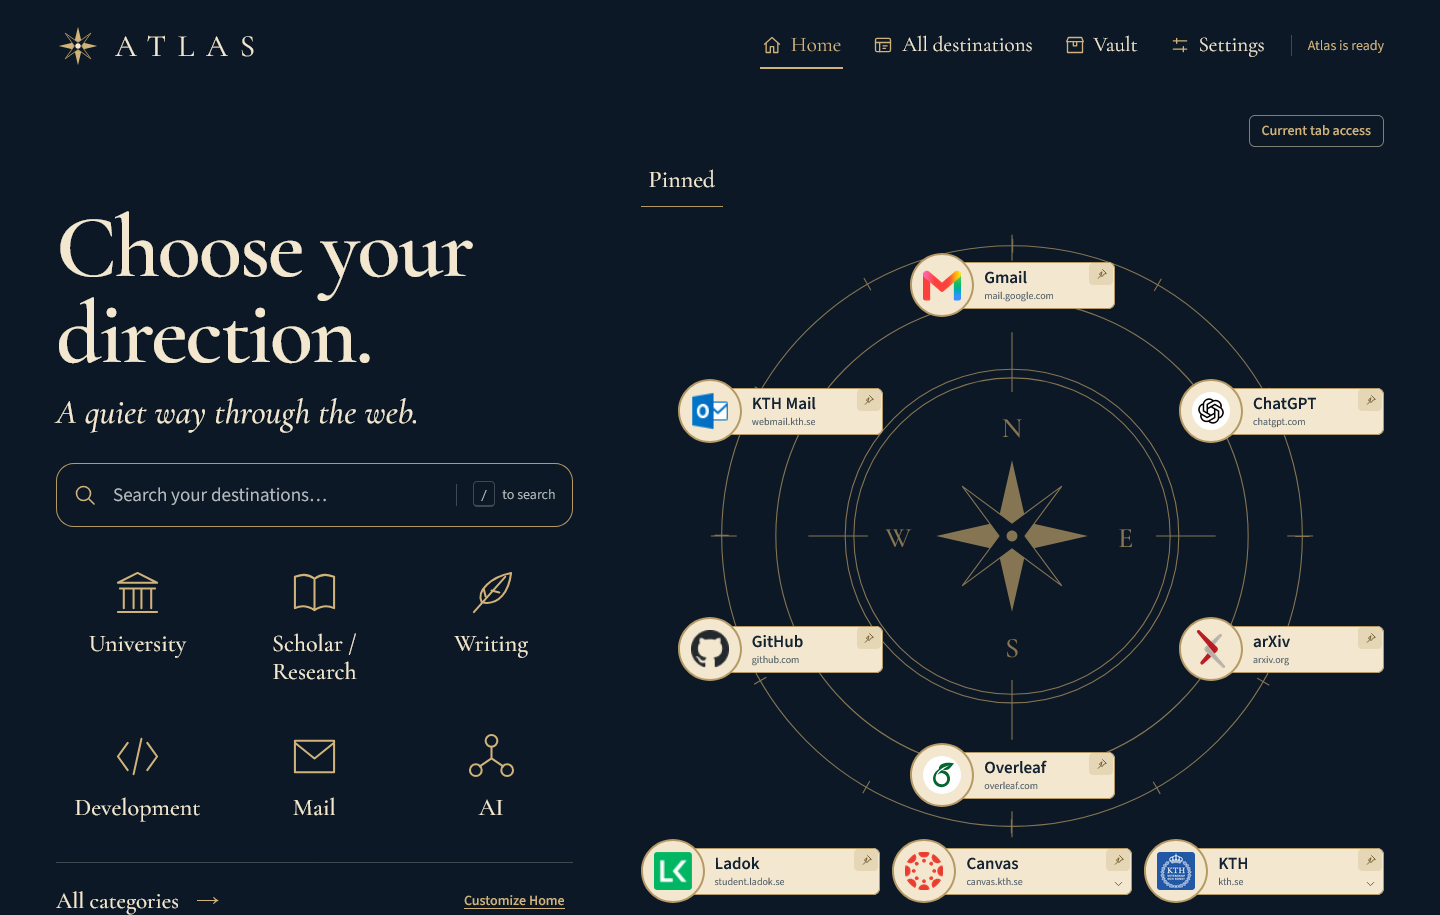 ATLAS
Home
All destinations
Vault
Settings
Atlas is ready
Current tab access
Pinned
Choose your
direction.
A quiet way through the web.
Search your destinations…
/ to search
University
Scholar /
Research
Writing
Development
Mail
AI
All categories →
Customize Home
Gmail
mail.google.com
KTH Mail
webmail.kth.se
ChatGPT
chatgpt.com
N
W
E
S
GitHub
github.com
arXiv
arxiv.org
Overleaf
overleaf.com
LK
Ladok
student.ladok.se
Canvas
canvas.kth.se
KTH
KTH
kth.se